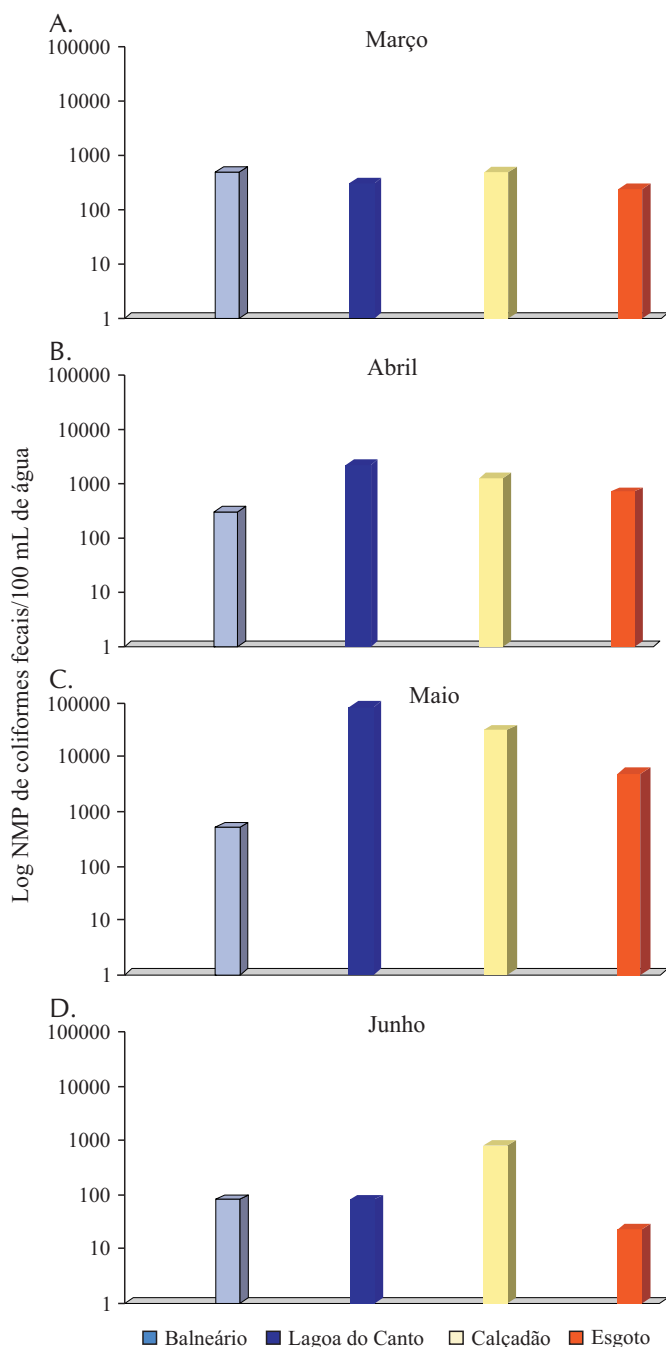 A.
Março
100000
10000
1000
100
10
1
B.
Abril
100000
10000
1000
100
10
1
C.
Maio
100000
10000
1000
100
10
1
D.
Junho
100000
10000
1000
100
10
1
Log NMP de coliformes fecais/100 mL de água
Balneário Lagoa do Canto Calçadão Esgoto